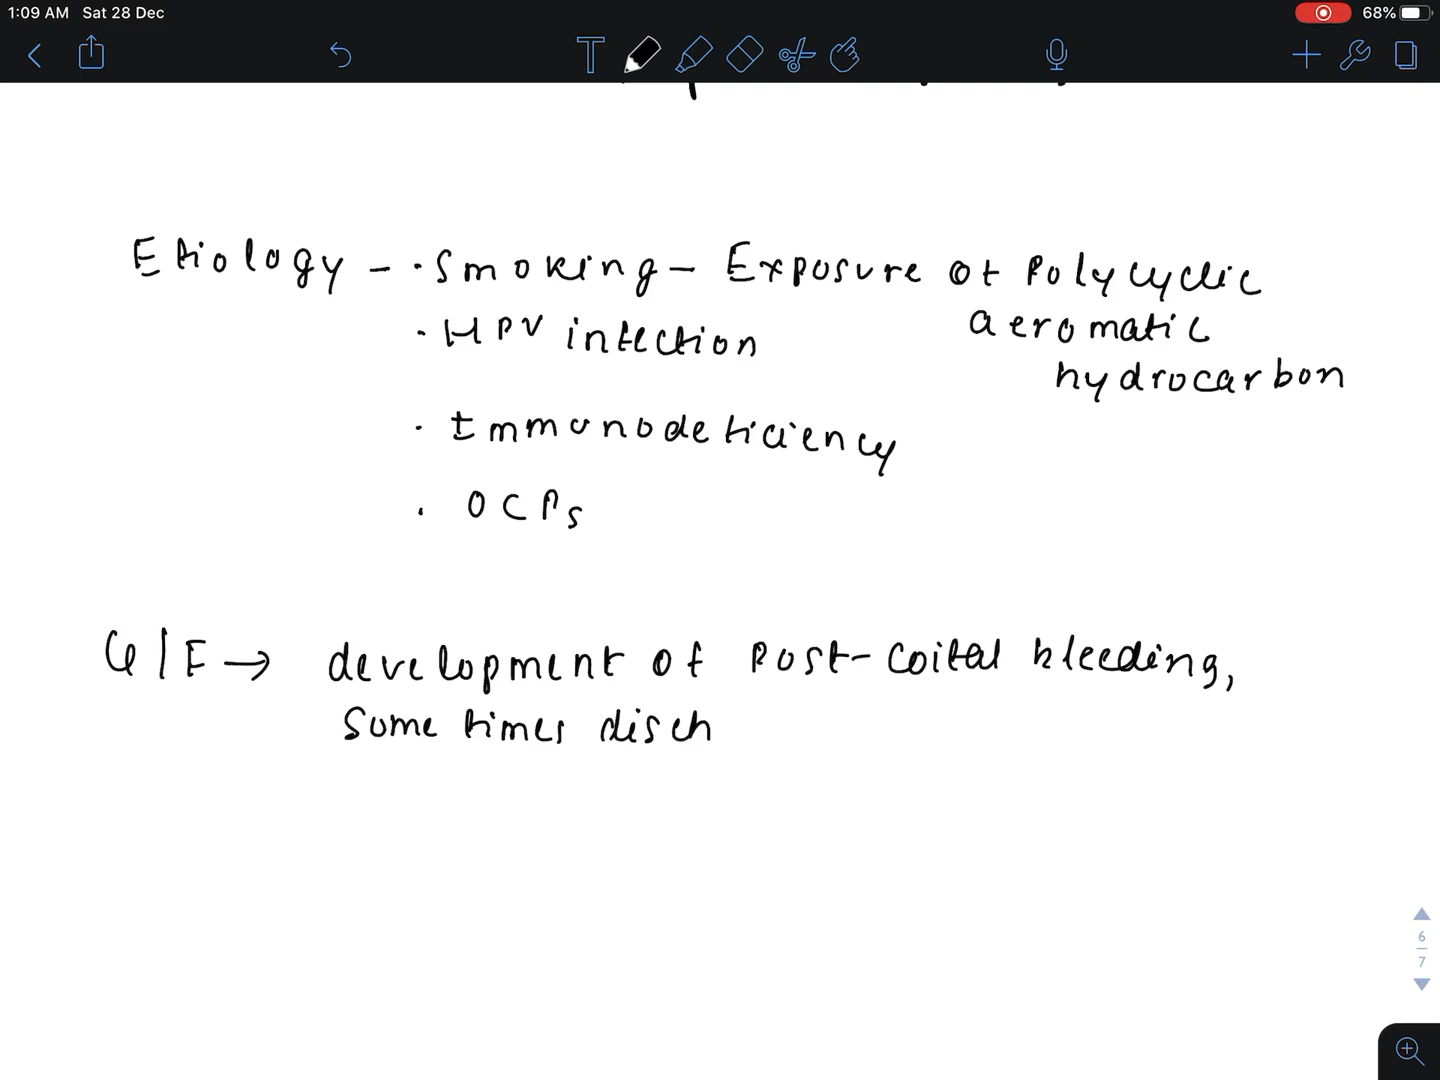 1:09 AM Sat 28 Dec 68%
Etiology - · Smoking - Exposure of Polycyclic
aeromatic
hydrocarbon
· HPV infection
· Immunodeficiency
· OCPs
C/F → development of Post-coital bleeding,
Some times disch
6
7